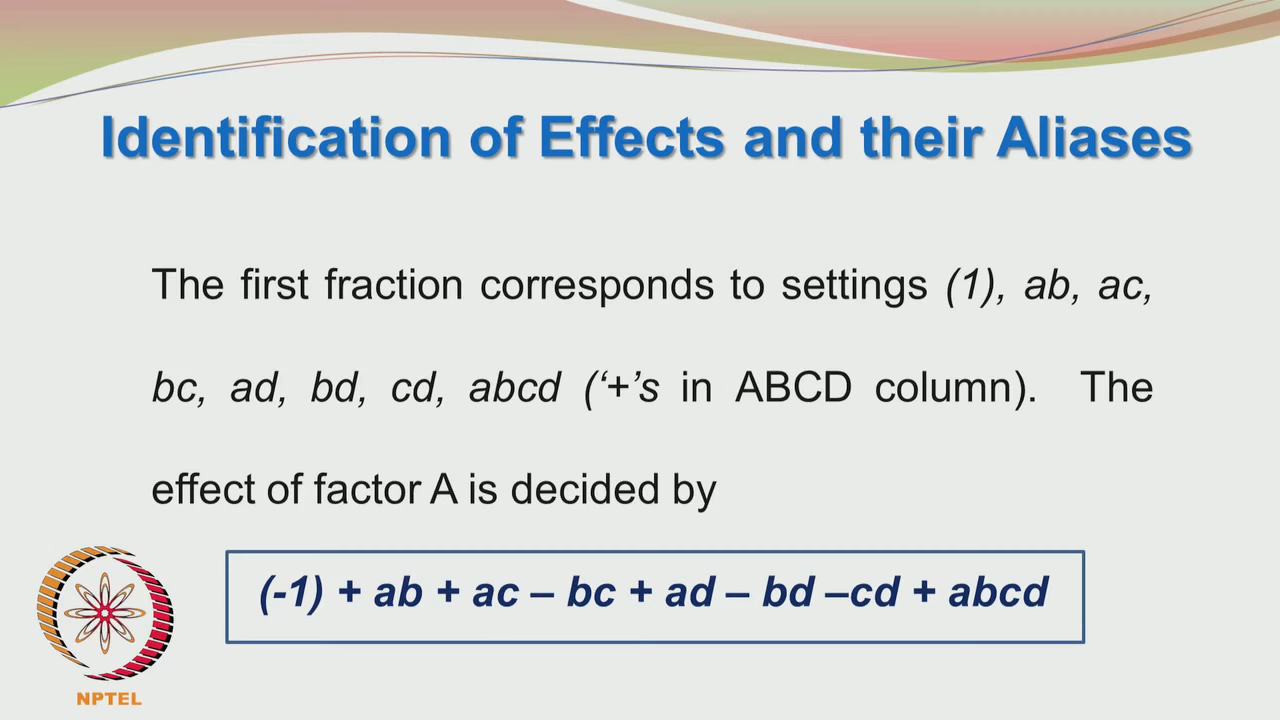 Identification of Effects and their Aliases
The first fraction corresponds to settings (1), ab, ac,
bc, ad, bd, cd, abcd (‘+’s in ABCD column). The
effect of factor A is decided by
(-1) + ab + ac – bc + ad – bd –cd + abcd
NPTEL